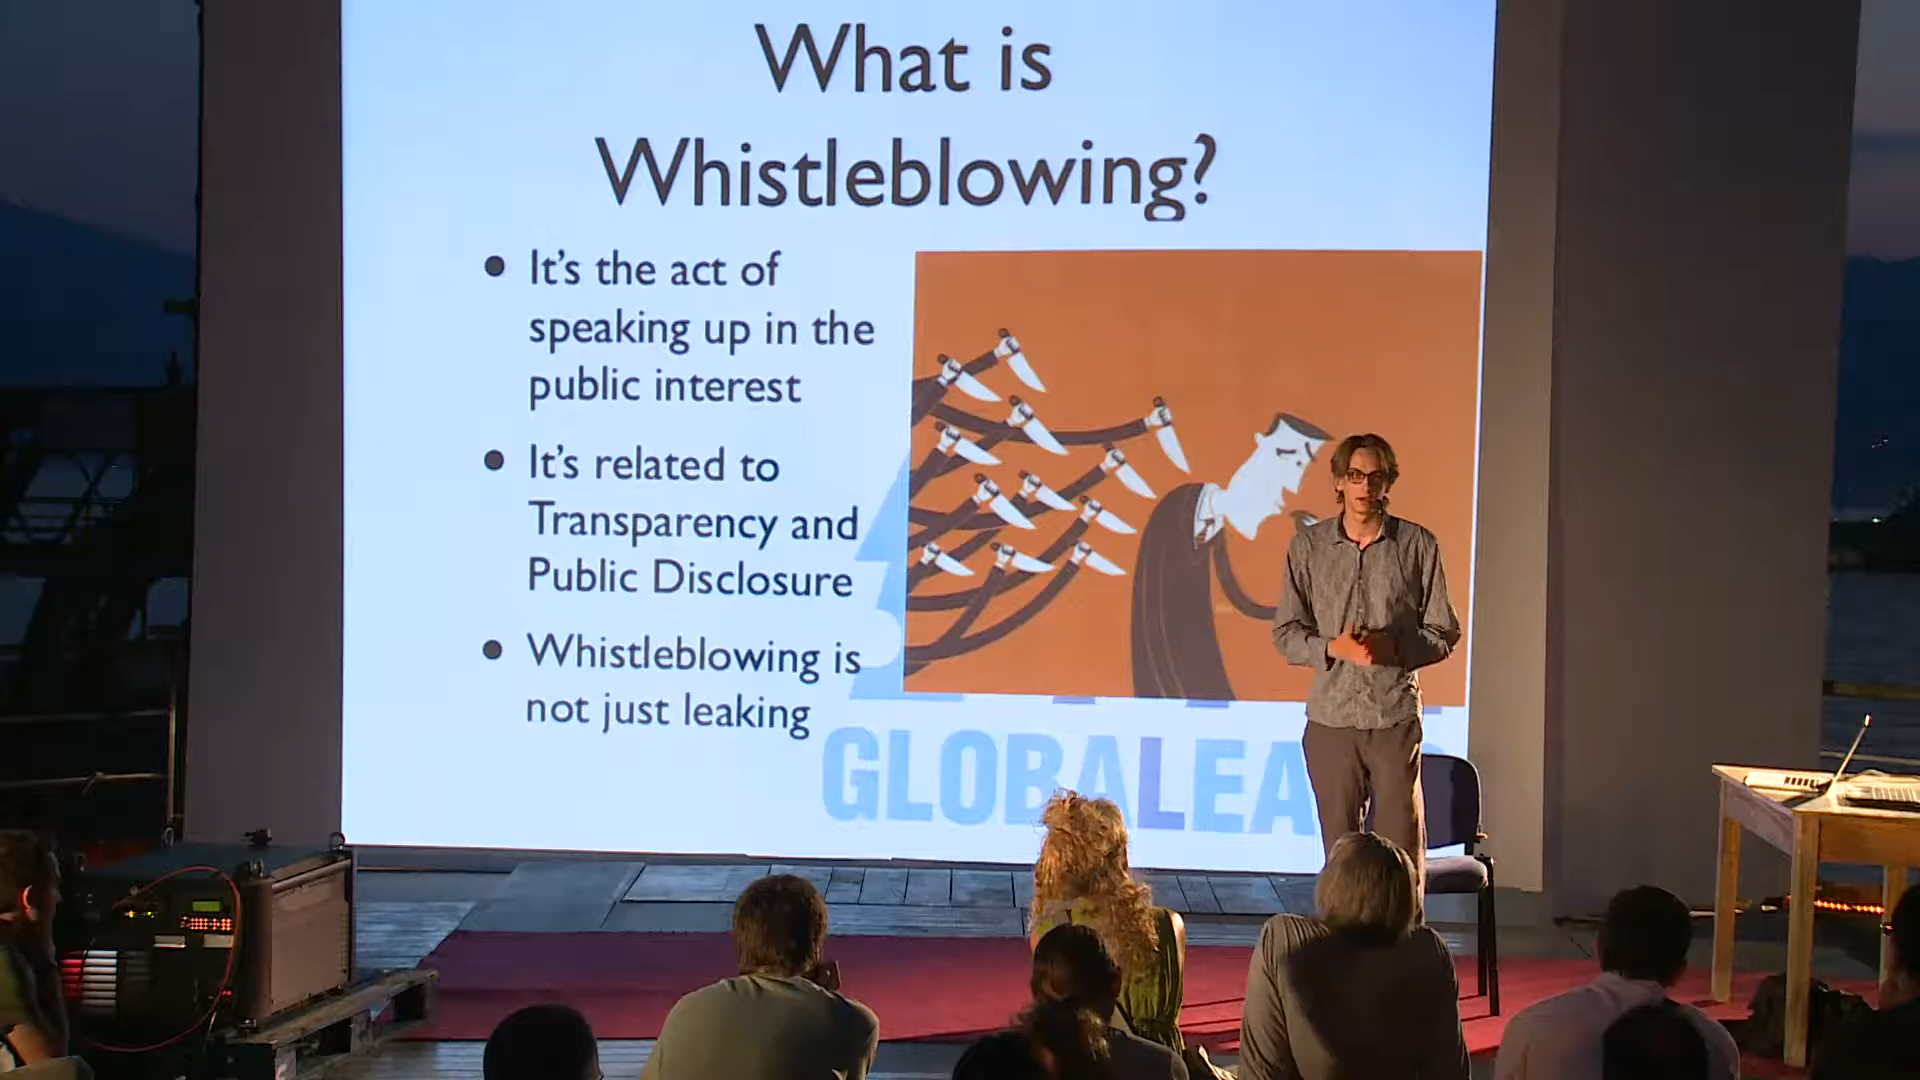 What is
Whistleblowing?
• It's the act of
speaking up in the
public interest
• It's related to
Transparency and
Public Disclosure
• Whistleblowing is
not just leaking
GLOBALEA